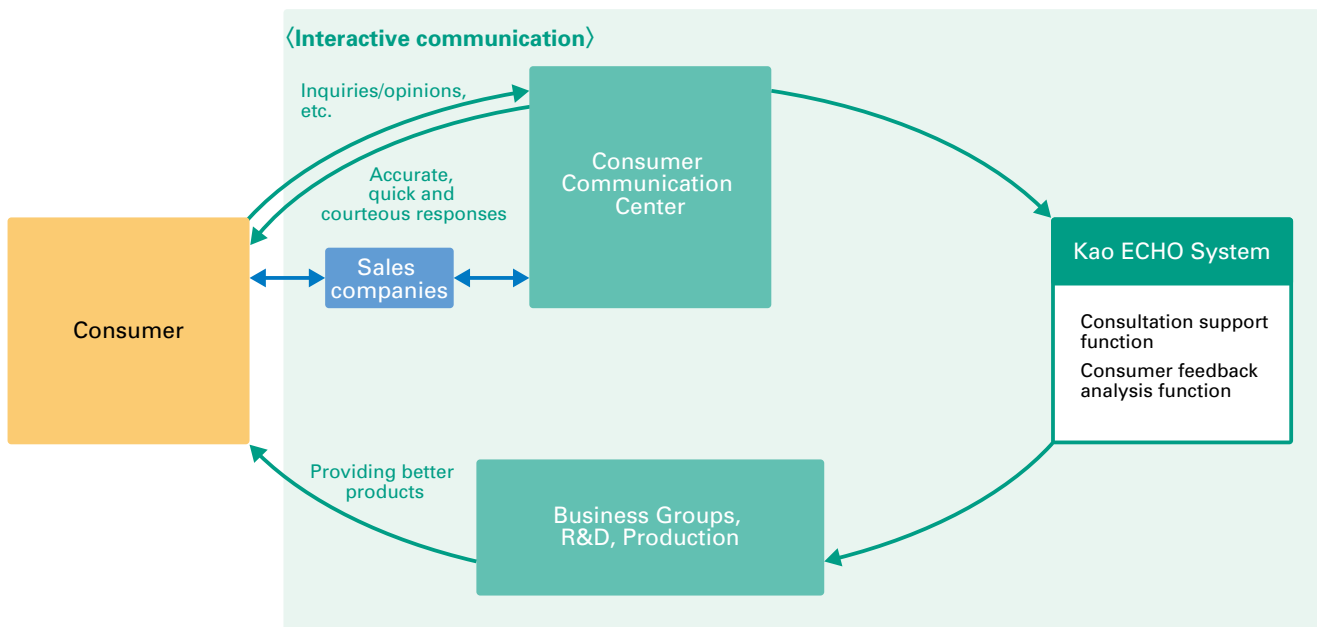 〈Interactive communication〉
Inquiries/opinions,
etc.
Accurate,
quick and
courteous responses
Consumer
Communication
Center
Sales
companies
Consumer
Kao ECHO System
Consultation support
function
Consumer feedback
analysis function
Providing better
products
Business Groups,
R&D, Production